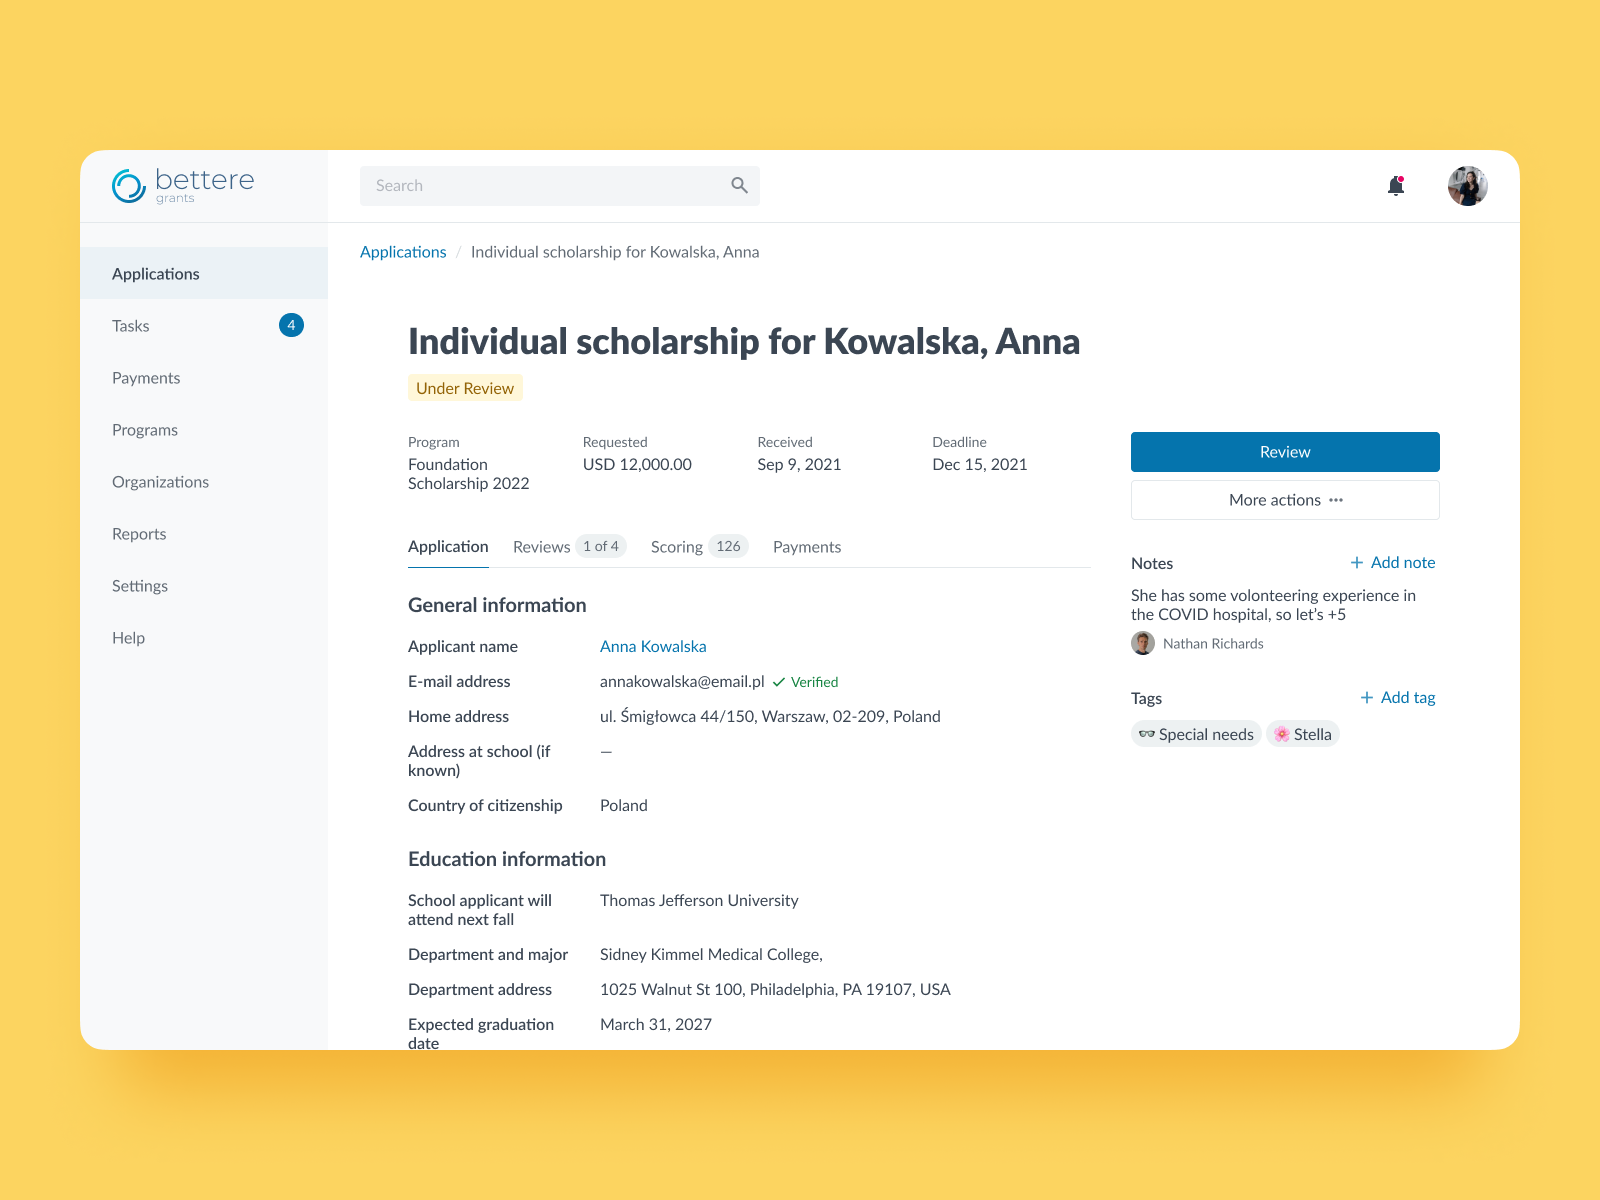 bettere
grants
Search
Applications
Tasks 4
Payments
Programs
Organizations
Reports
Settings
Help
Applications / Individual scholarship for Kowalska, Anna
Individual scholarship for Kowalska, Anna
Under Review
Program
Foundation
Scholarship 2022
Requested
USD 12,000.00
Received
Sep 9, 2021
Deadline
Dec 15, 2021
Application Reviews 1 of 4 Scoring 126 Payments
General information
Applicant name Anna Kowalska
E-mail address annakowalska@email.pl Verified
Home address ul. Śmigłowca 44/150, Warszaw, 02-209, Poland
Address at school (if —
known)
Country of citizenship Poland
Education information
School applicant will Thomas Jefferson University
attend next fall
Department and major Sidney Kimmel Medical College,
Department address 1025 Walnut St 100, Philadelphia, PA 19107, USA
Expected graduation March 31, 2027
date
Review
More actions ···
Notes + Add note
She has some volonteering experience in
the COVID hospital, so let’s +5
Nathan Richards
Tags + Add tag
👓 Special needs 🌸 Stella